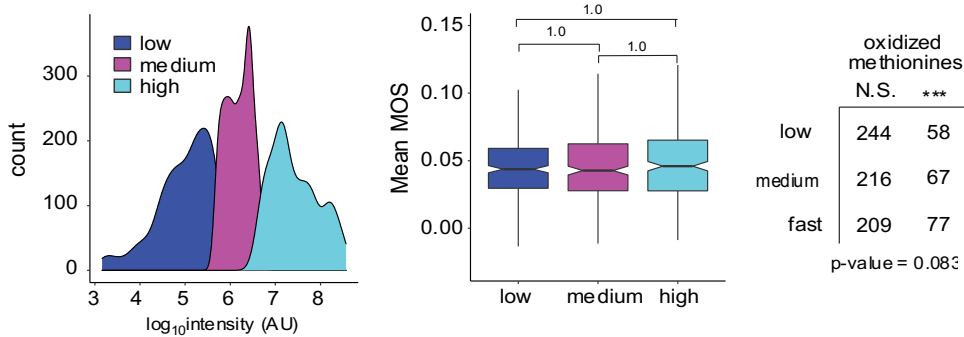 low
medium
high
300
200
100
0
count
3 4 5 6 7 8
log10intensity (AU)
1.0
1.0 1.0
0.15
0.10
0.05
0.00
Mean MOS
low medium high
oxidized
methionines
N.S. ***
low 244 58
medium 216 67
fast 209 77
p-value = 0.083